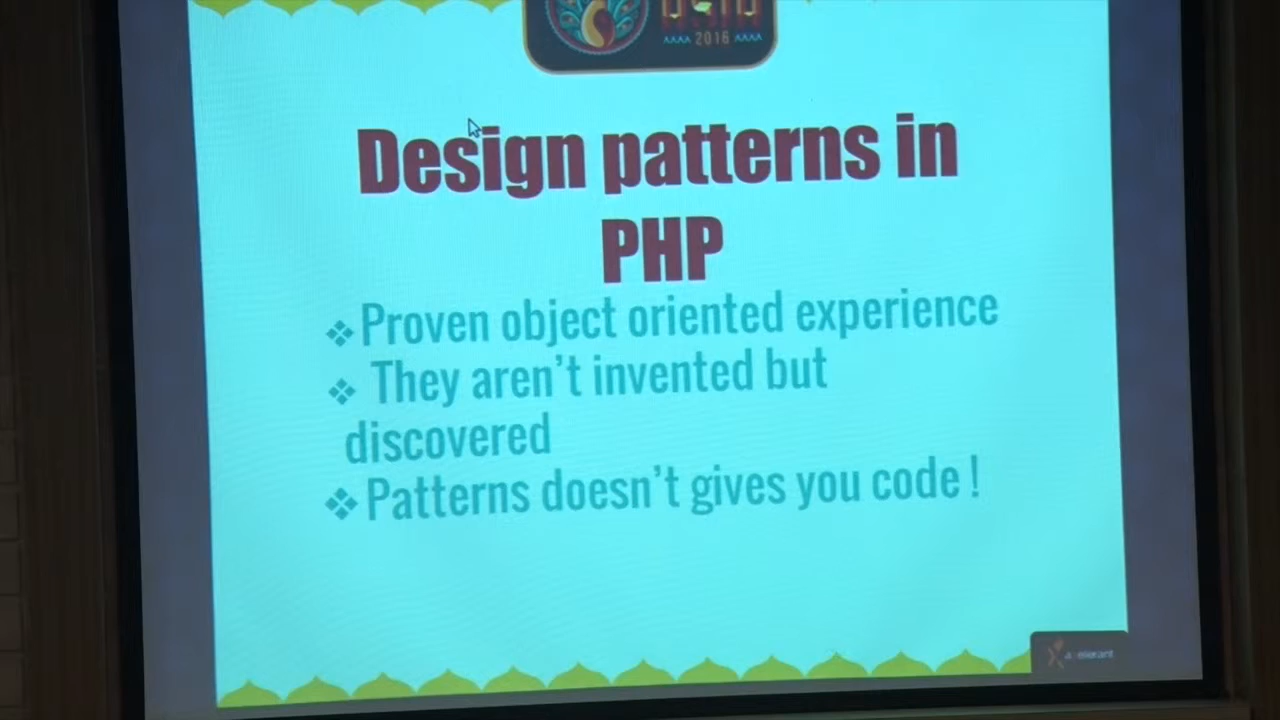 2016
Design patterns in
PHP
❖ Proven object oriented experience
❖ They aren't invented but
discovered
❖ Patterns doesn't gives you code !